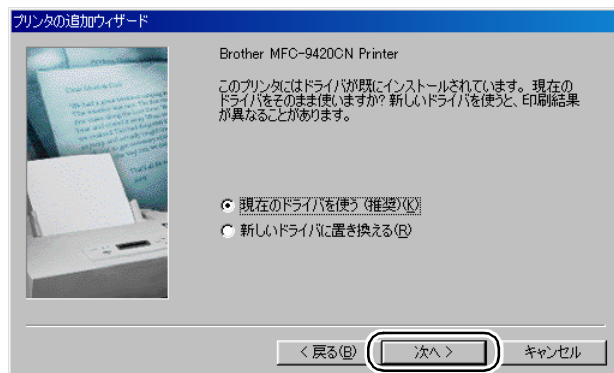 プリンタの追加ウィザード
Brother MFC-9420CN Printer
このプリンタにはドライバが既にインストールされています。現在の
ドライバをそのまま使いますか? 新しいドライバを使うと、印刷結果
が異なることがあります。
現在のドライバを使う (推奨)(K)
新しいドライバに置き換える(R)
< 戻る(B)
次へ >
キャンセル